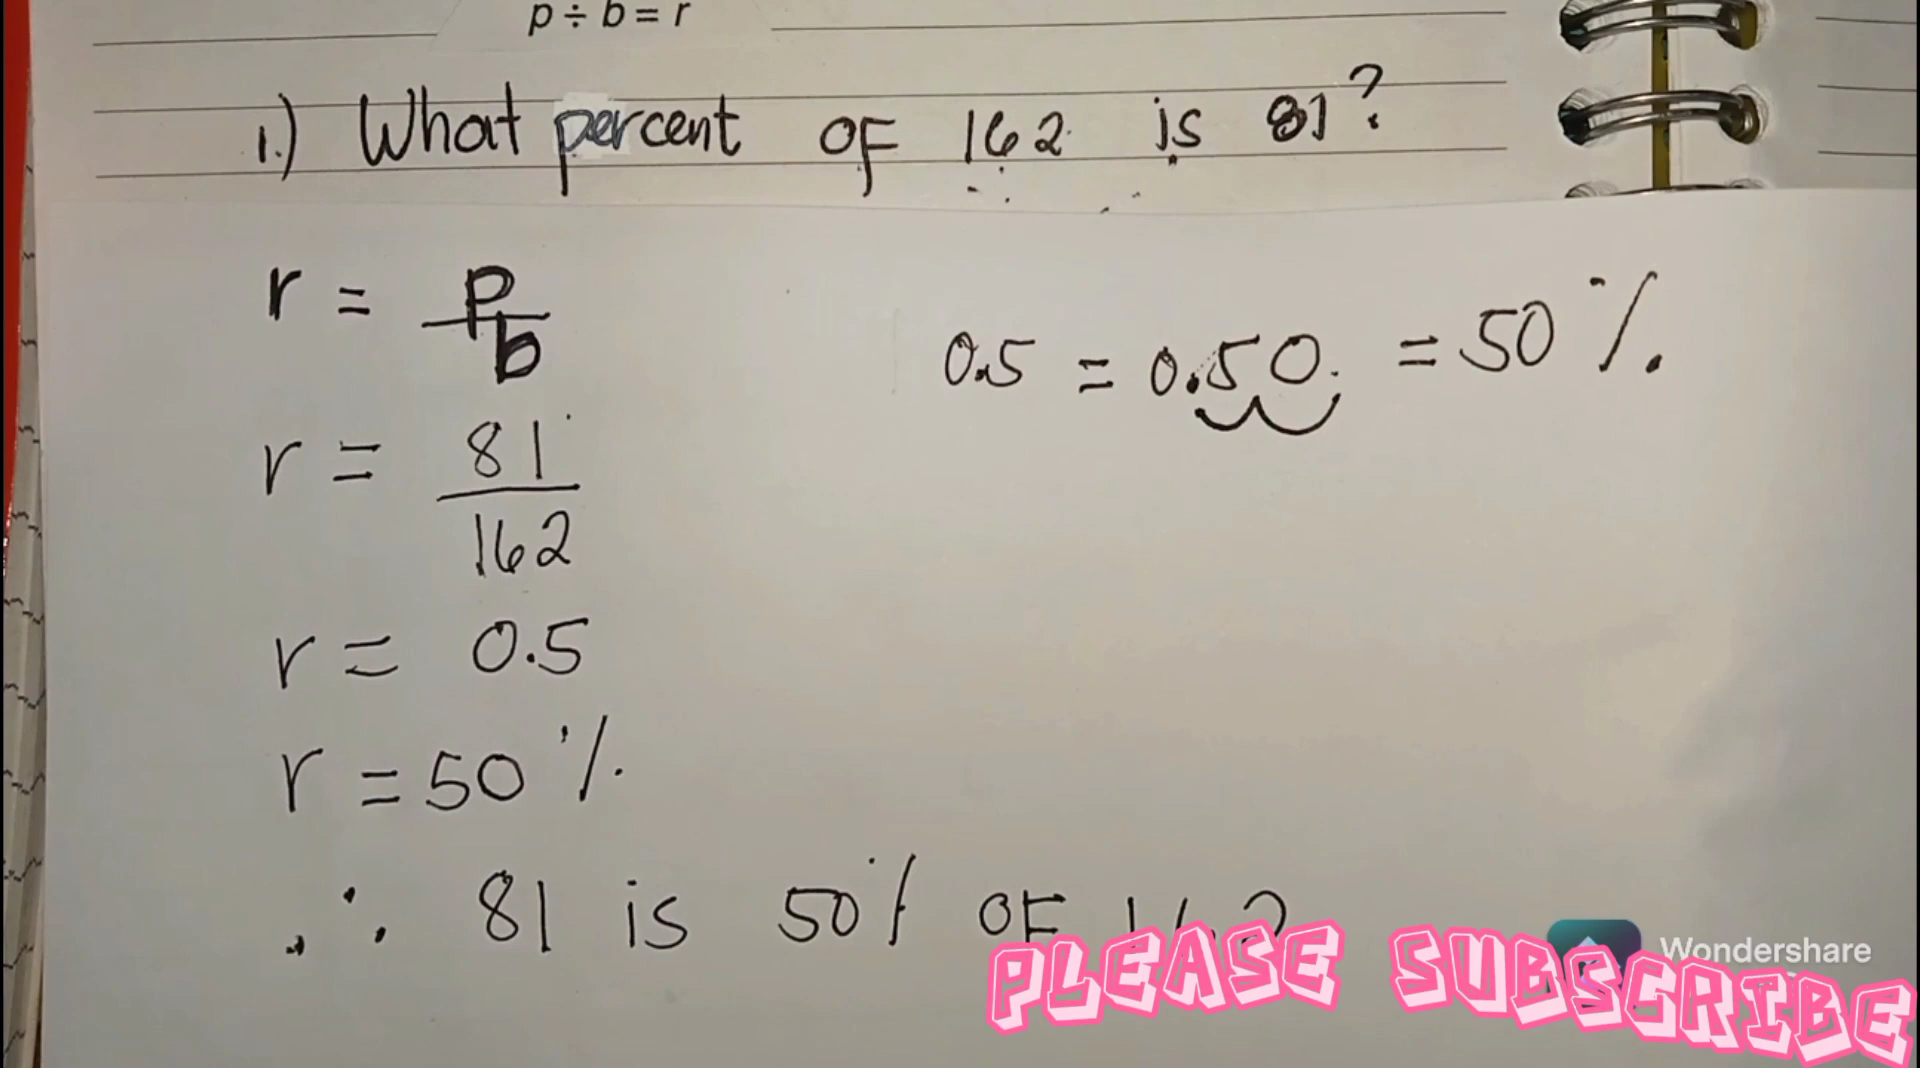 p ÷ b = r
1.) What percent of 162 is 81?
r = p/b
0.5 = 0.50. = 50%
r = 81/162
r = 0.5
r = 50%
∴ 81 is 50% of 162
PLEASE SUBSCRIBE
Wondershare